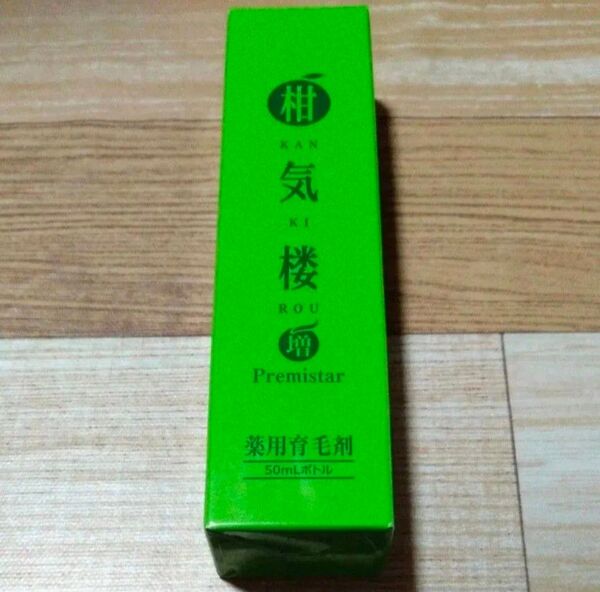 柑
KAN
気
KI
楼
ROU
増
Premistar
薬用育毛剤
50mLボトル